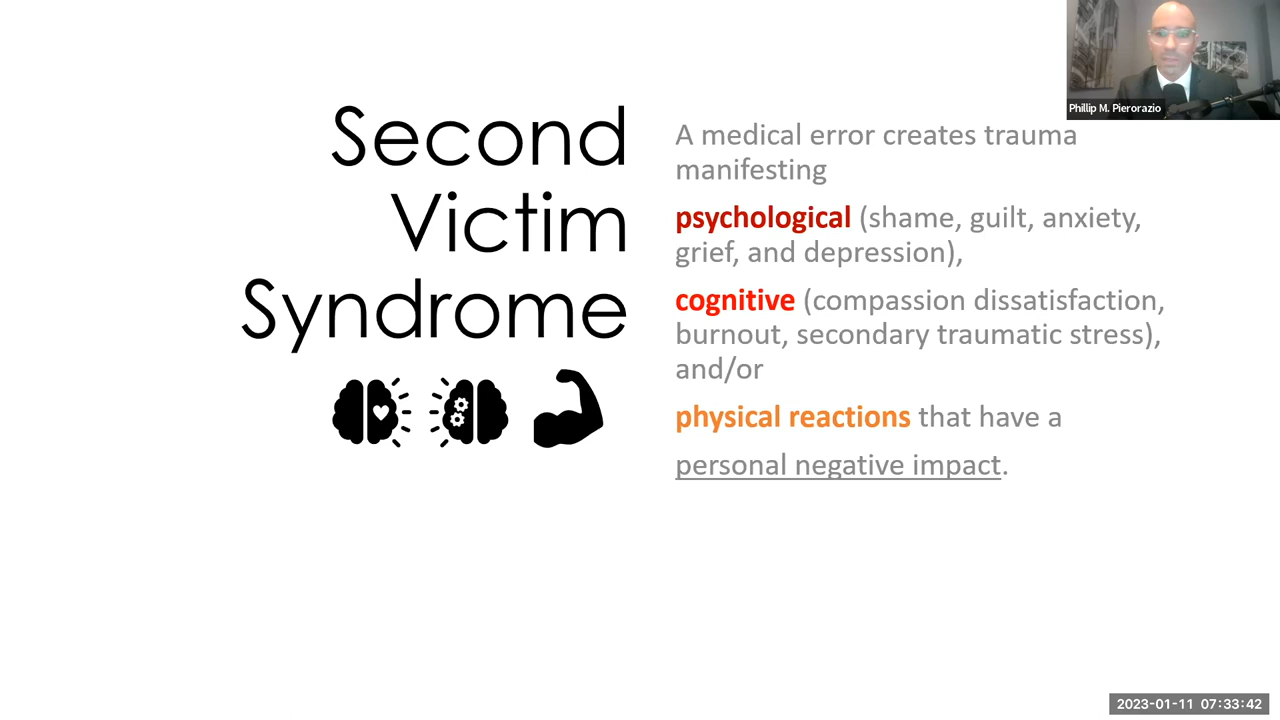 Second
Victim
Syndrome
A medical error creates trauma
manifesting
psychological (shame, guilt, anxiety,
grief, and depression),
cognitive (compassion dissatisfaction,
burnout, secondary traumatic stress),
and/or
physical reactions that have a
personal negative impact.
Phillip M. Pierorazio
2023-01-11 07:33:42